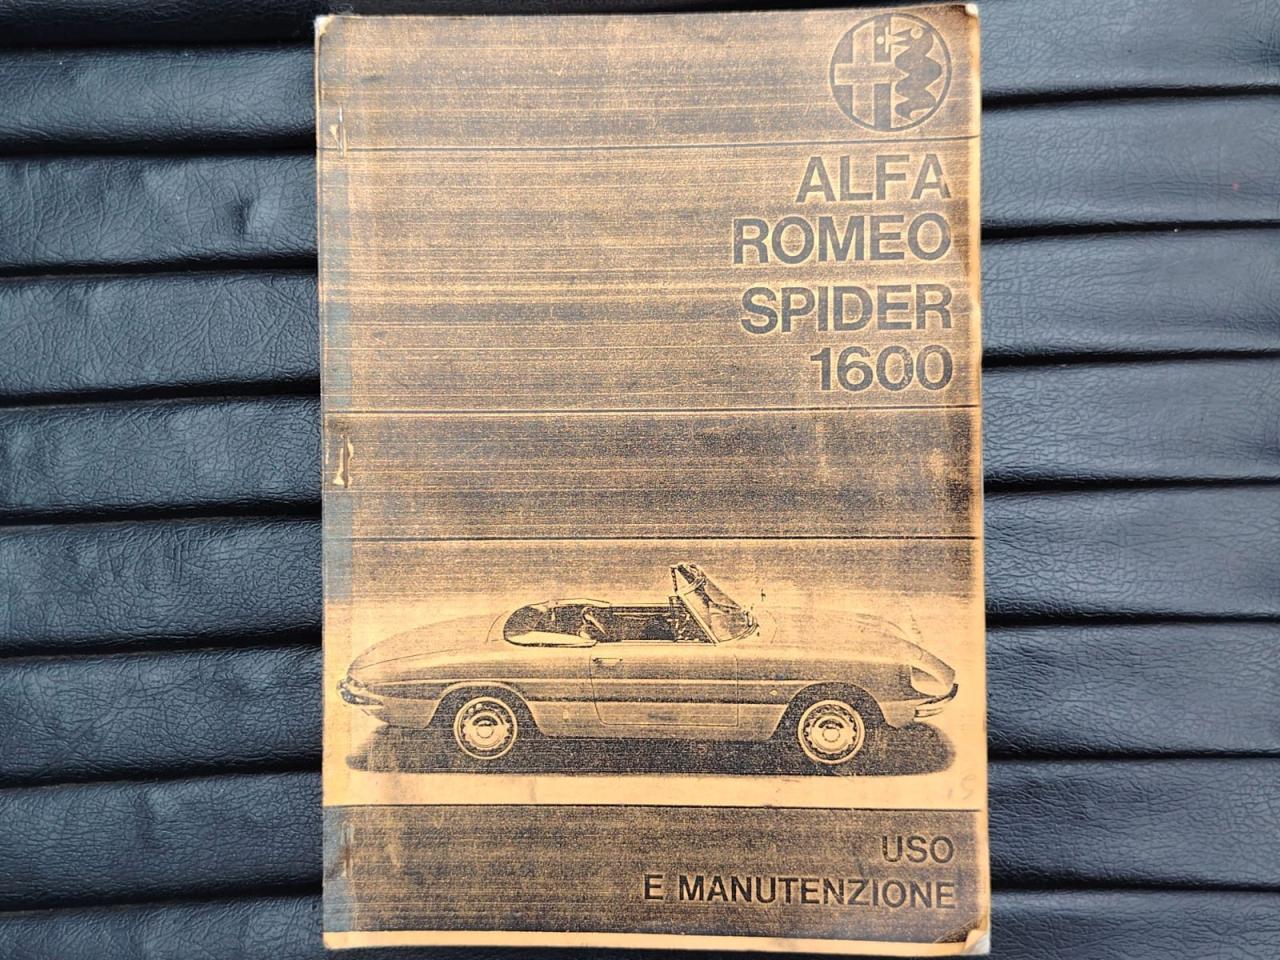 ALFA
ROMEO
SPIDER
1600
USO
E MANUTENZIONE